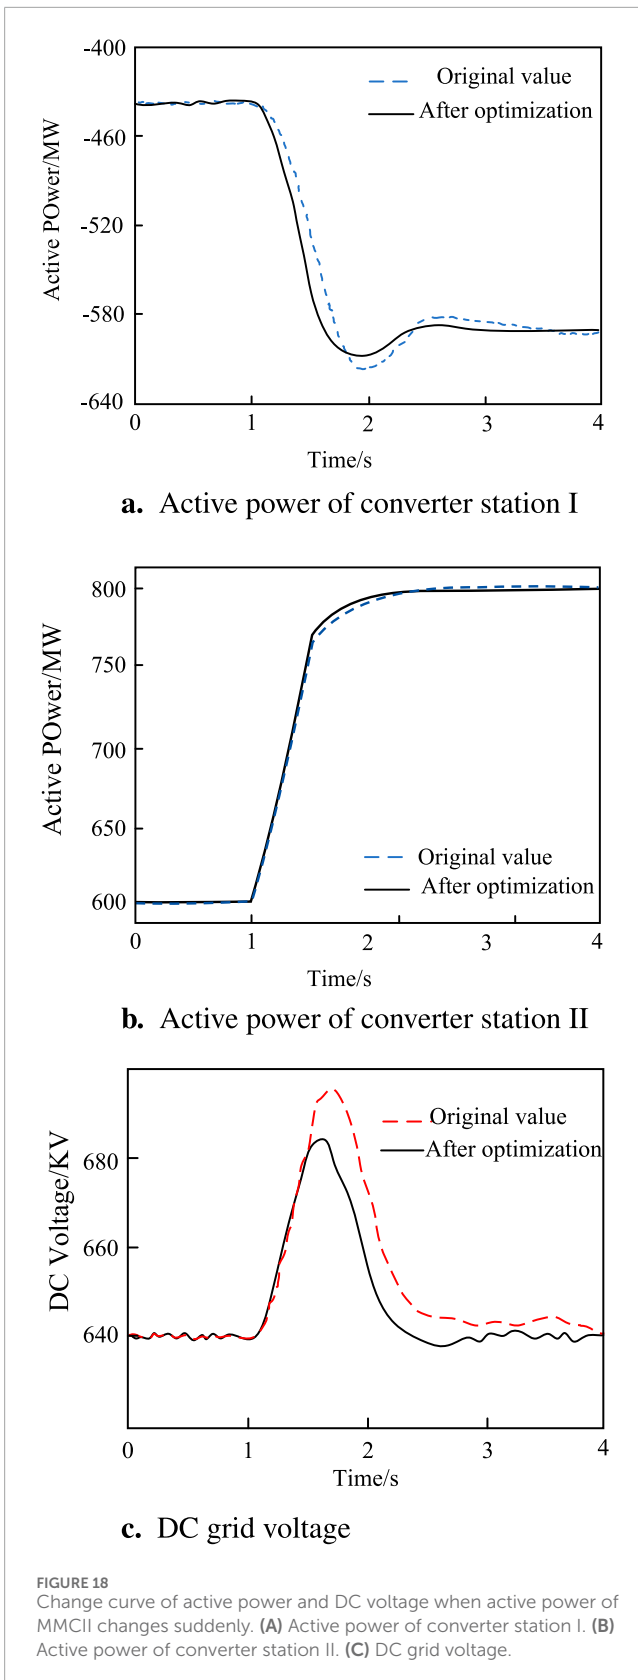 -400
Original value
After optimization
-460
-520
-580
-640
Active POwer/MW
0 1 2 3 4
Time/s
a. Active power of converter station I
800
750
700
650
600
Active POwer/MW
Original value
After optimization
0 1 2 3 4
Time/s
b. Active power of converter station II
Original value
After optimization
680
660
640
DC Voltage/KV
0 1 2 3 4
Time/s
c. DC grid voltage
FIGURE 18
Change curve of active power and DC voltage when active power of
MMCII changes suddenly. (A) Active power of converter station I. (B)
Active power of converter station II. (C) DC grid voltage.